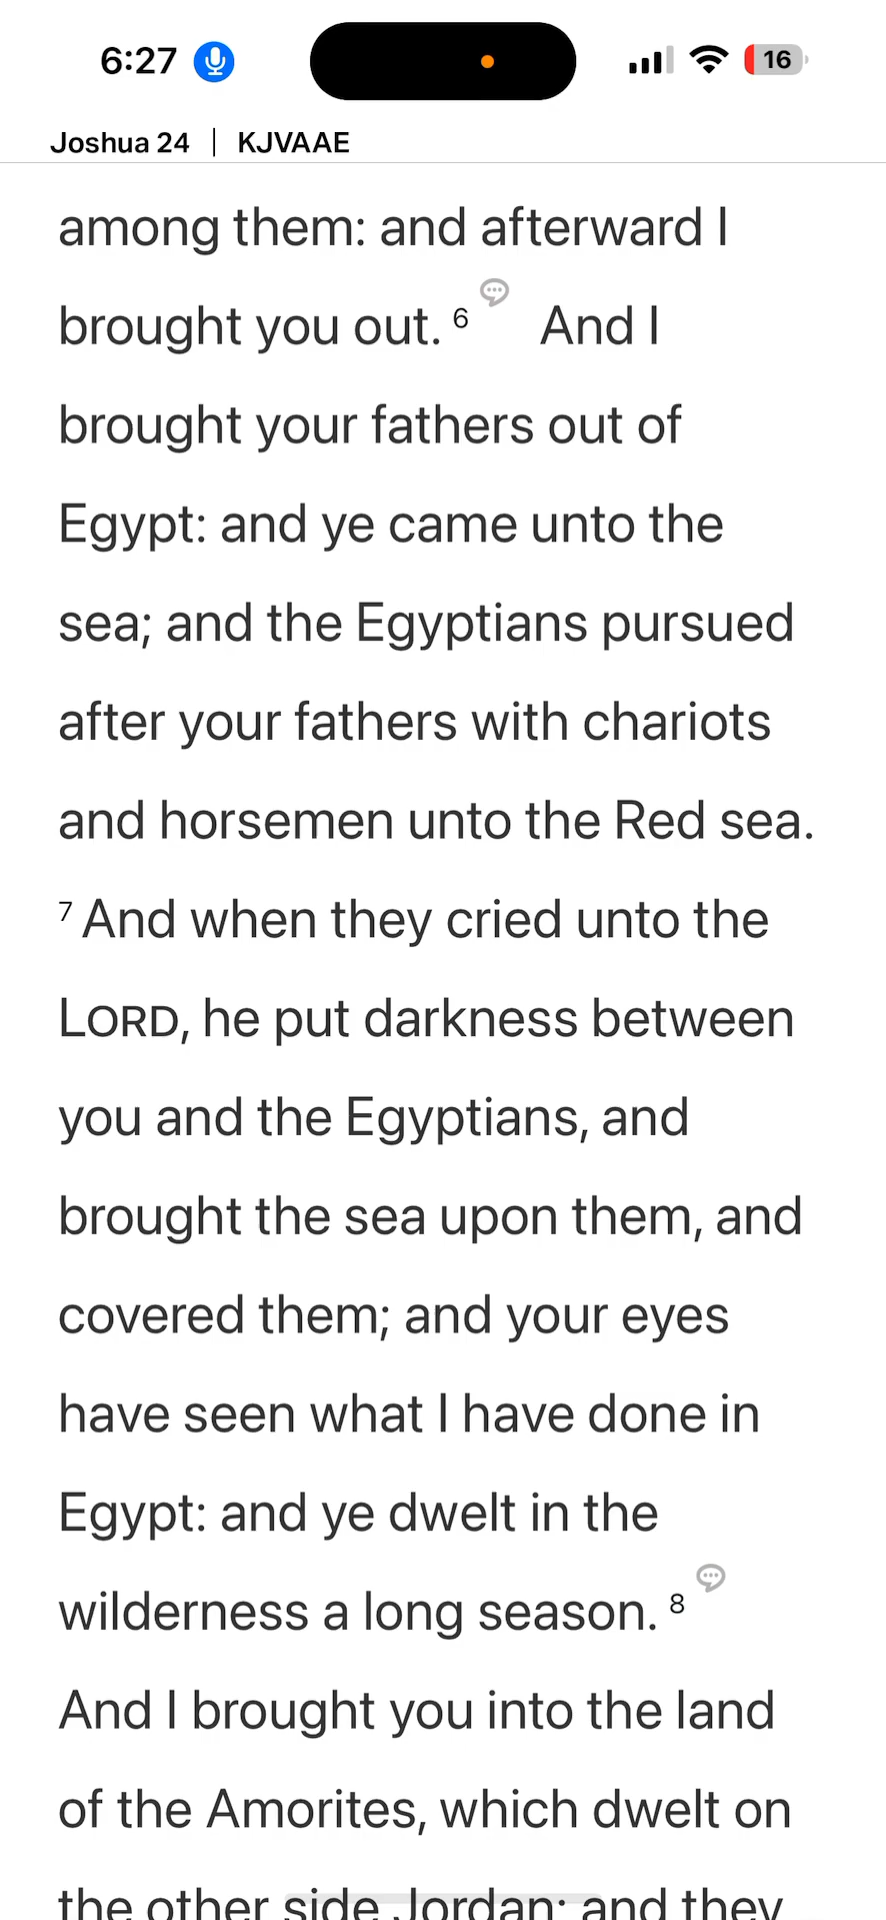 6:27
16
Joshua 24 | KJVAAE
among them: and afterward I
brought you out. 6 And I
brought your fathers out of
Egypt: and ye came unto the
sea; and the Egyptians pursued
after your fathers with chariots
and horsemen unto the Red sea.
7 And when they cried unto the
LORD, he put darkness between
you and the Egyptians, and
brought the sea upon them, and
covered them; and your eyes
have seen what I have done in
Egypt: and ye dwelt in the
wilderness a long season. 8
And I brought you into the land
of the Amorites, which dwelt on
the other side Jordan; and they